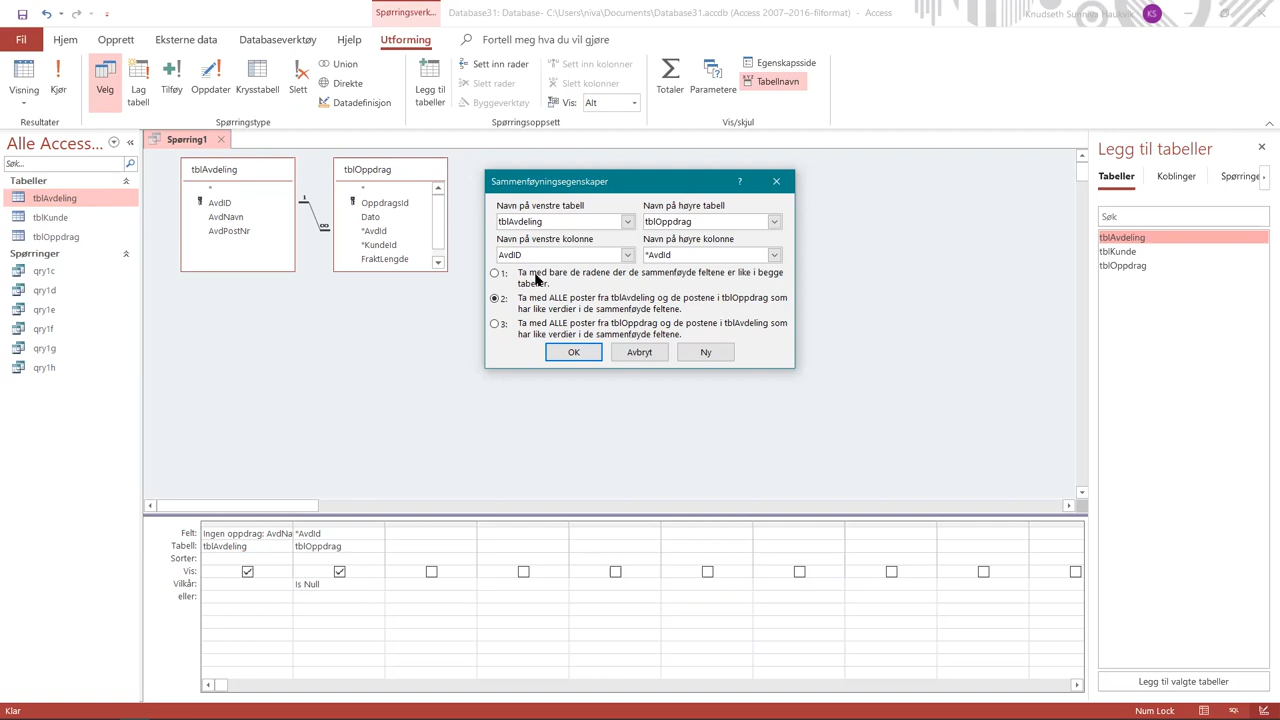 Spørringsverk...
Database31: Database- C:\Users\niva\Documents\Database31.accdb (Access 2007–2016-filformat) - Access
Knudseth Sunniva Haukvik
KS
Fil
Hjem
Opprett
Eksterne data
Databaseverktøy
Hjelp
Utforming
Fortell meg hva du vil gjøre
Visning
Kjør
Velg
Lag
tabell
Tilføy
Oppdater
Krysstabell
Slett
Union
Direkte
Datadefinisjon
Legg til
tabeller
Sett inn rader
Slett rader
Byggeverktøy
Sett inn kolonner
Slett kolonner
Vis: Alt
Totaler
Parametere
Egenskapsside
Tabellnavn
Resultater
Spørringstype
Spørringsoppsett
Vis/skjul
Alle Access...
Søk...
Tabeller
tblAvdeling
tblKunde
tblOppdrag
Spørringer
qry1c
qry1d
qry1e
qry1f
qry1g
qry1h
Spørring1
tblAvdeling
*
AvdID
AvdNavn
AvdPostNr
1
∞
tblOppdrag
*
OppdragsId
Dato
*AvdId
*KundeId
FraktLengde
Sammenføyningsegenskaper
?
Navn på venstre tabell
Navn på høyre tabell
tblAvdeling
tblOppdrag
Navn på venstre kolonne
Navn på høyre kolonne
AvdID
*AvdId
1: Ta med bare de radene der de sammenføyde feltene er like i begge
tabeller.
2: Ta med ALLE poster fra tblAvdeling og de postene i tblOppdrag som
har like verdier i de sammenføyde feltene.
3: Ta med ALLE poster fra tblOppdrag og de postene i tblAvdeling som
har like verdier i de sammenføyde feltene.
OK
Avbryt
Ny
Legg til tabeller
Tabeller
Koblinger
Spørringe
Søk
tblAvdeling
tblKunde
tblOppdrag
Legg til valgte tabeller
Felt: Ingen oppdrag: AvdNa *AvdId
Tabell: tblAvdeling tblOppdrag
Sorter:
Vis:
Vilkår: Is Null
eller:
Klar
Num Lock
SQL